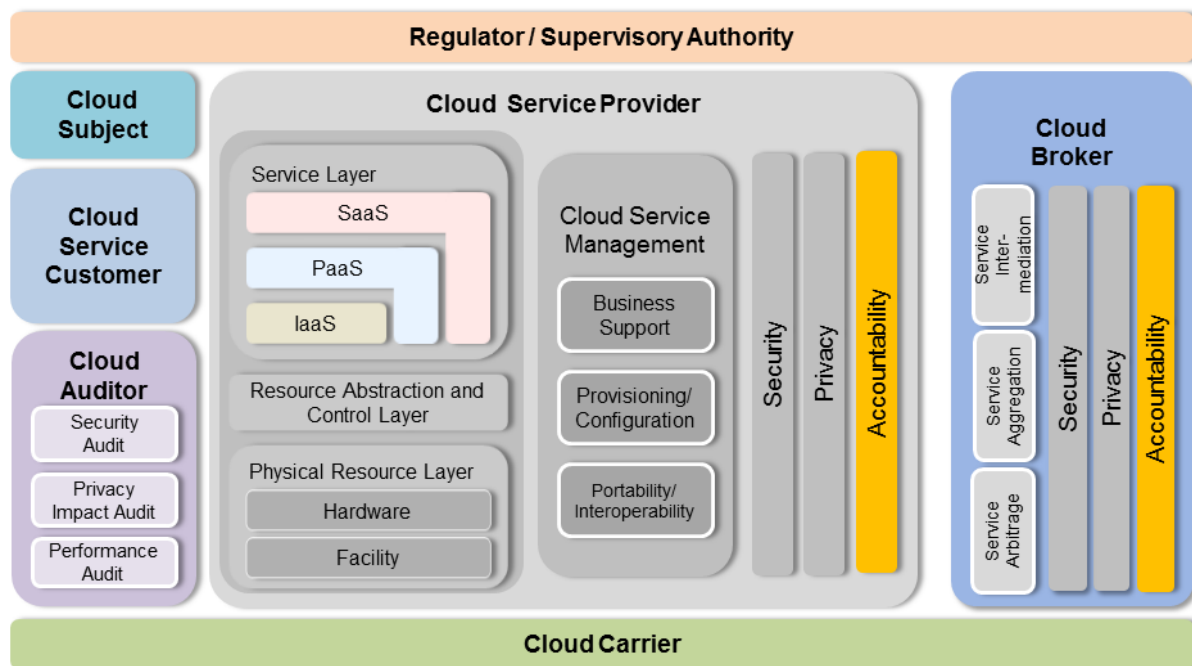 Regulator / Supervisory Authority
Cloud
Subject
Cloud
Service
Customer
Cloud
Auditor
Security
Audit
Privacy
Impact Audit
Performance
Audit
Cloud Service Provider
Service Layer
SaaS
PaaS
IaaS
Resource Abstraction and
Control Layer
Physical Resource Layer
Hardware
Facility
Cloud Service
Management
Business
Support
Provisioning/
Configuration
Portability/
Interoperability
Security
Privacy
Accountability
Cloud
Broker
Service
Inter-
mediation
Service
Aggregation
Service
Arbitrage
Security
Privacy
Accountability
Cloud Carrier